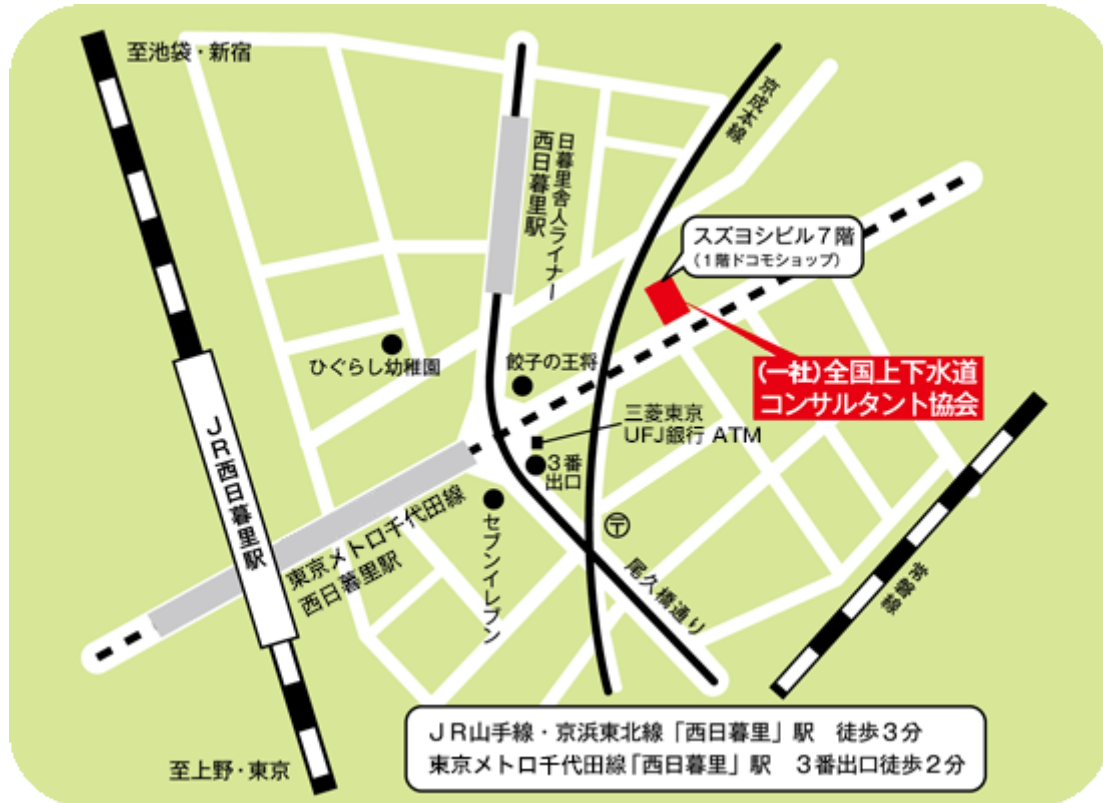 至池袋・新宿
京成本線
日暮里舎人ライナー
西日暮里駅
スズヨシビル7階
(1階ドコモショップ)
ひぐらし幼稚園
餃子の王将
(一社)全国上下水道
コンサルタント協会
三菱東京
UFJ銀行 ATM
3番
出口
JR西日暮里駅
東京メトロ千代田線
西日暮里駅
セブンイレブン
〒
尾久橋通り
常磐線
JR山手線・京浜東北線「西日暮里」駅 徒歩3分
東京メトロ千代田線「西日暮里」駅 3番出口徒歩2分
至上野・東京